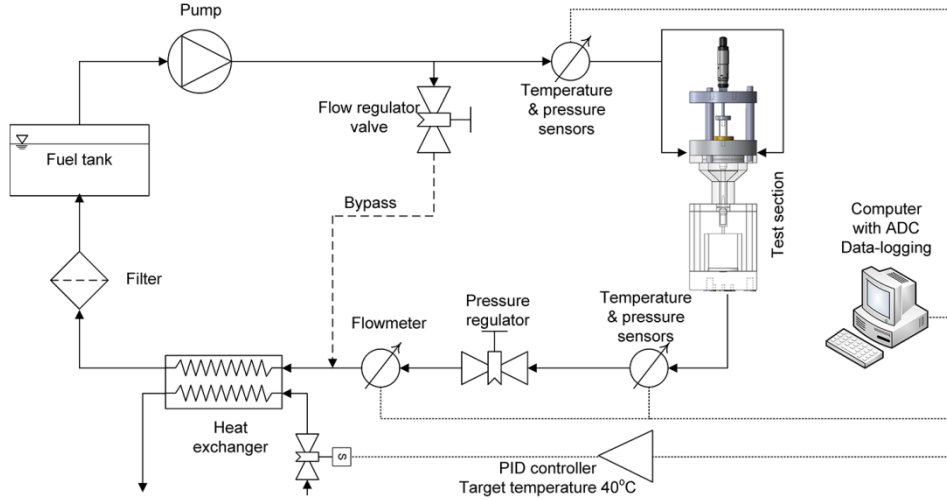 Pump
Temperature
& pressure
sensors
Flow regulator
valve
Fuel tank
Bypass
Test section
Computer
with ADC
Data-logging
Filter
Flowmeter
Pressure
regulator
Temperature
& pressure
sensors
Heat
exchanger
S
PID controller
Target temperature 40°C